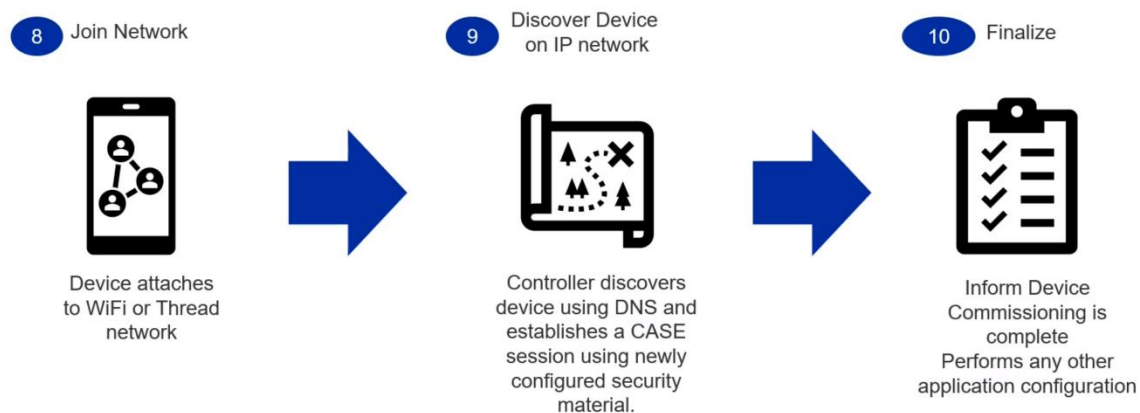 8 Join Network
Device attaches
to WiFi or Thread
network
9 Discover Device
on IP network
Controller discovers
device using DNS and
establishes a CASE
session using newly
configured security
material.
10 Finalize
Inform Device
Commissioning is
complete
Performs any other
application configuration